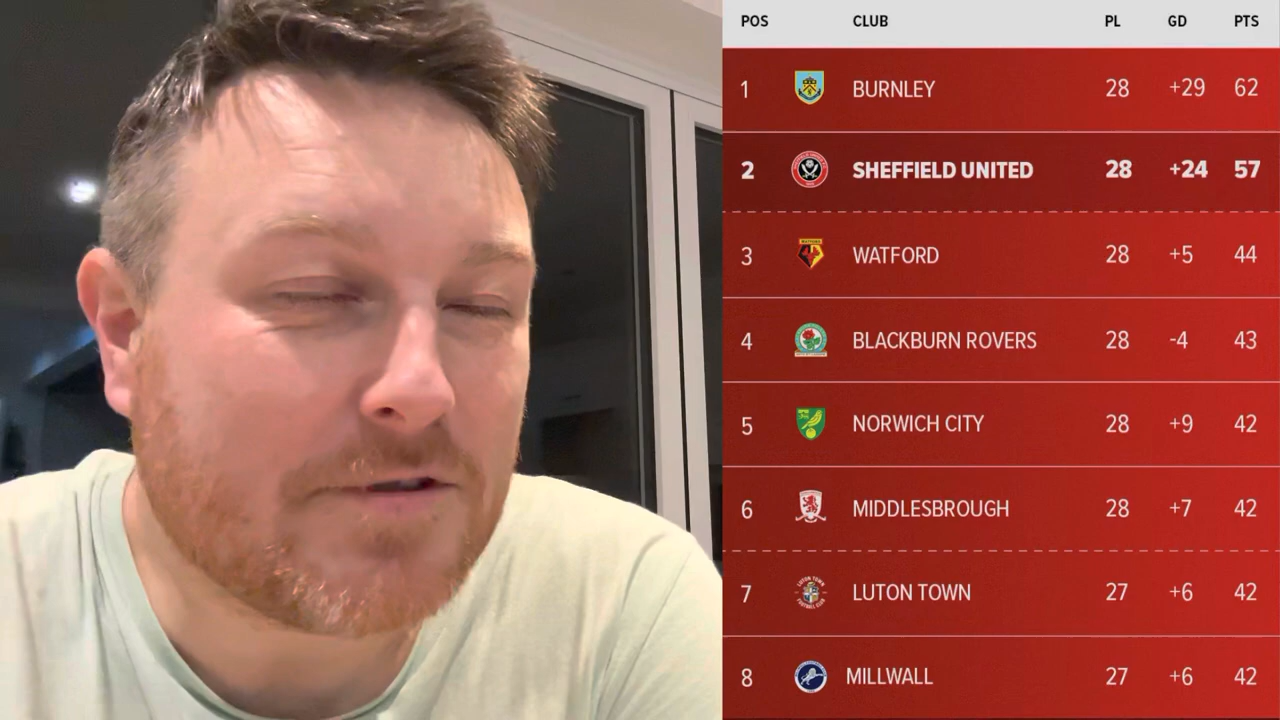 POS CLUB PL GD PTS
1 BURNLEY 28 +29 62
2 SHEFFIELD UNITED 28 +24 57
3 WATFORD 28 +5 44
4 BLACKBURN ROVERS 28 -4 43
5 NORWICH CITY 28 +9 42
6 MIDDLESBROUGH 28 +7 42
7 LUTON TOWN 27 +6 42
8 MILLWALL 27 +6 42